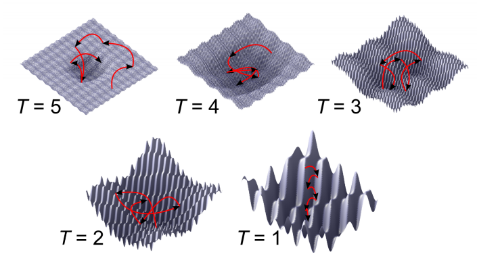 T = 5
T = 4
T = 3
T = 2
T = 1